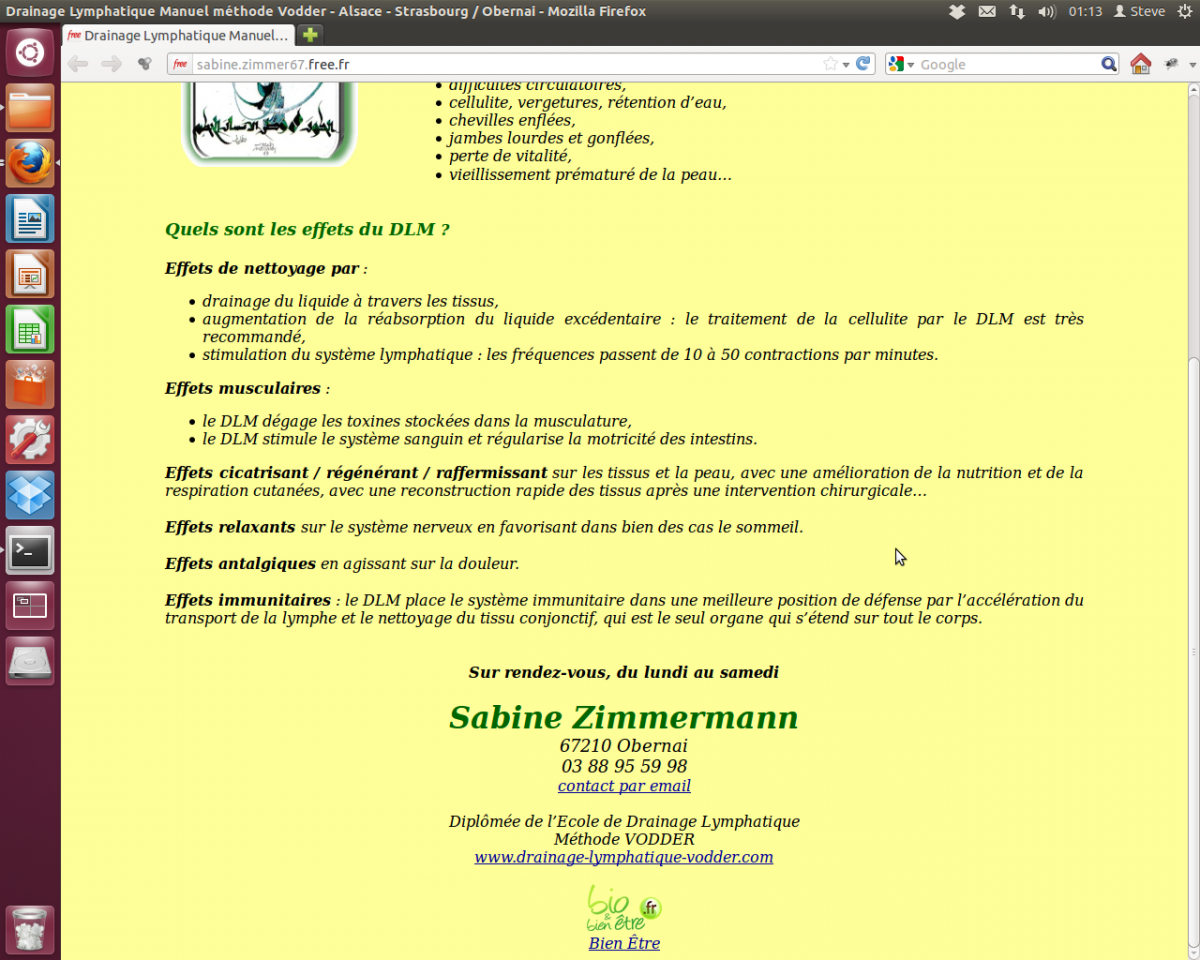 Drainage Lymphatique Manuel méthode Vodder - Alsace - Strasbourg / Obernai - Mozilla Firefox
01:13 Steve
free Drainage Lymphatique Manuel...
free sabine.zimmer67.free.fr
Google
difficultés circulatoires,
cellulite, vergetures, rétention d’eau,
chevilles enflées,
jambes lourdes et gonflées,
perte de vitalité,
vieillissement prématuré de la peau…
Quels sont les effets du DLM ?
Effets de nettoyage par :
drainage du liquide à travers les tissus,
augmentation de la réabsorption du liquide excédentaire : le traitement de la cellulite par le DLM est très
recommandé,
stimulation du système lymphatique : les fréquences passent de 10 à 50 contractions par minutes.
Effets musculaires :
le DLM dégage les toxines stockées dans la musculature,
le DLM stimule le système sanguin et régularise la motricité des intestins.
Effets cicatrisant / régénérant / raffermissant sur les tissus et la peau, avec une amélioration de la nutrition et de la
respiration cutanées, avec une reconstruction rapide des tissus après une intervention chirurgicale…
Effets relaxants sur le système nerveux en favorisant dans bien des cas le sommeil.
Effets antalgiques en agissant sur la douleur.
Effets immunitaires : le DLM place le système immunitaire dans une meilleure position de défense par l’accélération du
transport de la lymphe et le nettoyage du tissu conjonctif, qui est le seul organe qui s’étend sur tout le corps.
Sur rendez-vous, du lundi au samedi
Sabine Zimmermann
67210 Obernai
03 88 95 59 98
contact par email
Diplômée de l’Ecole de Drainage Lymphatique
Méthode VODDER
www.drainage-lymphatique-vodder.com
bio .fr
& bien être
Bien Être